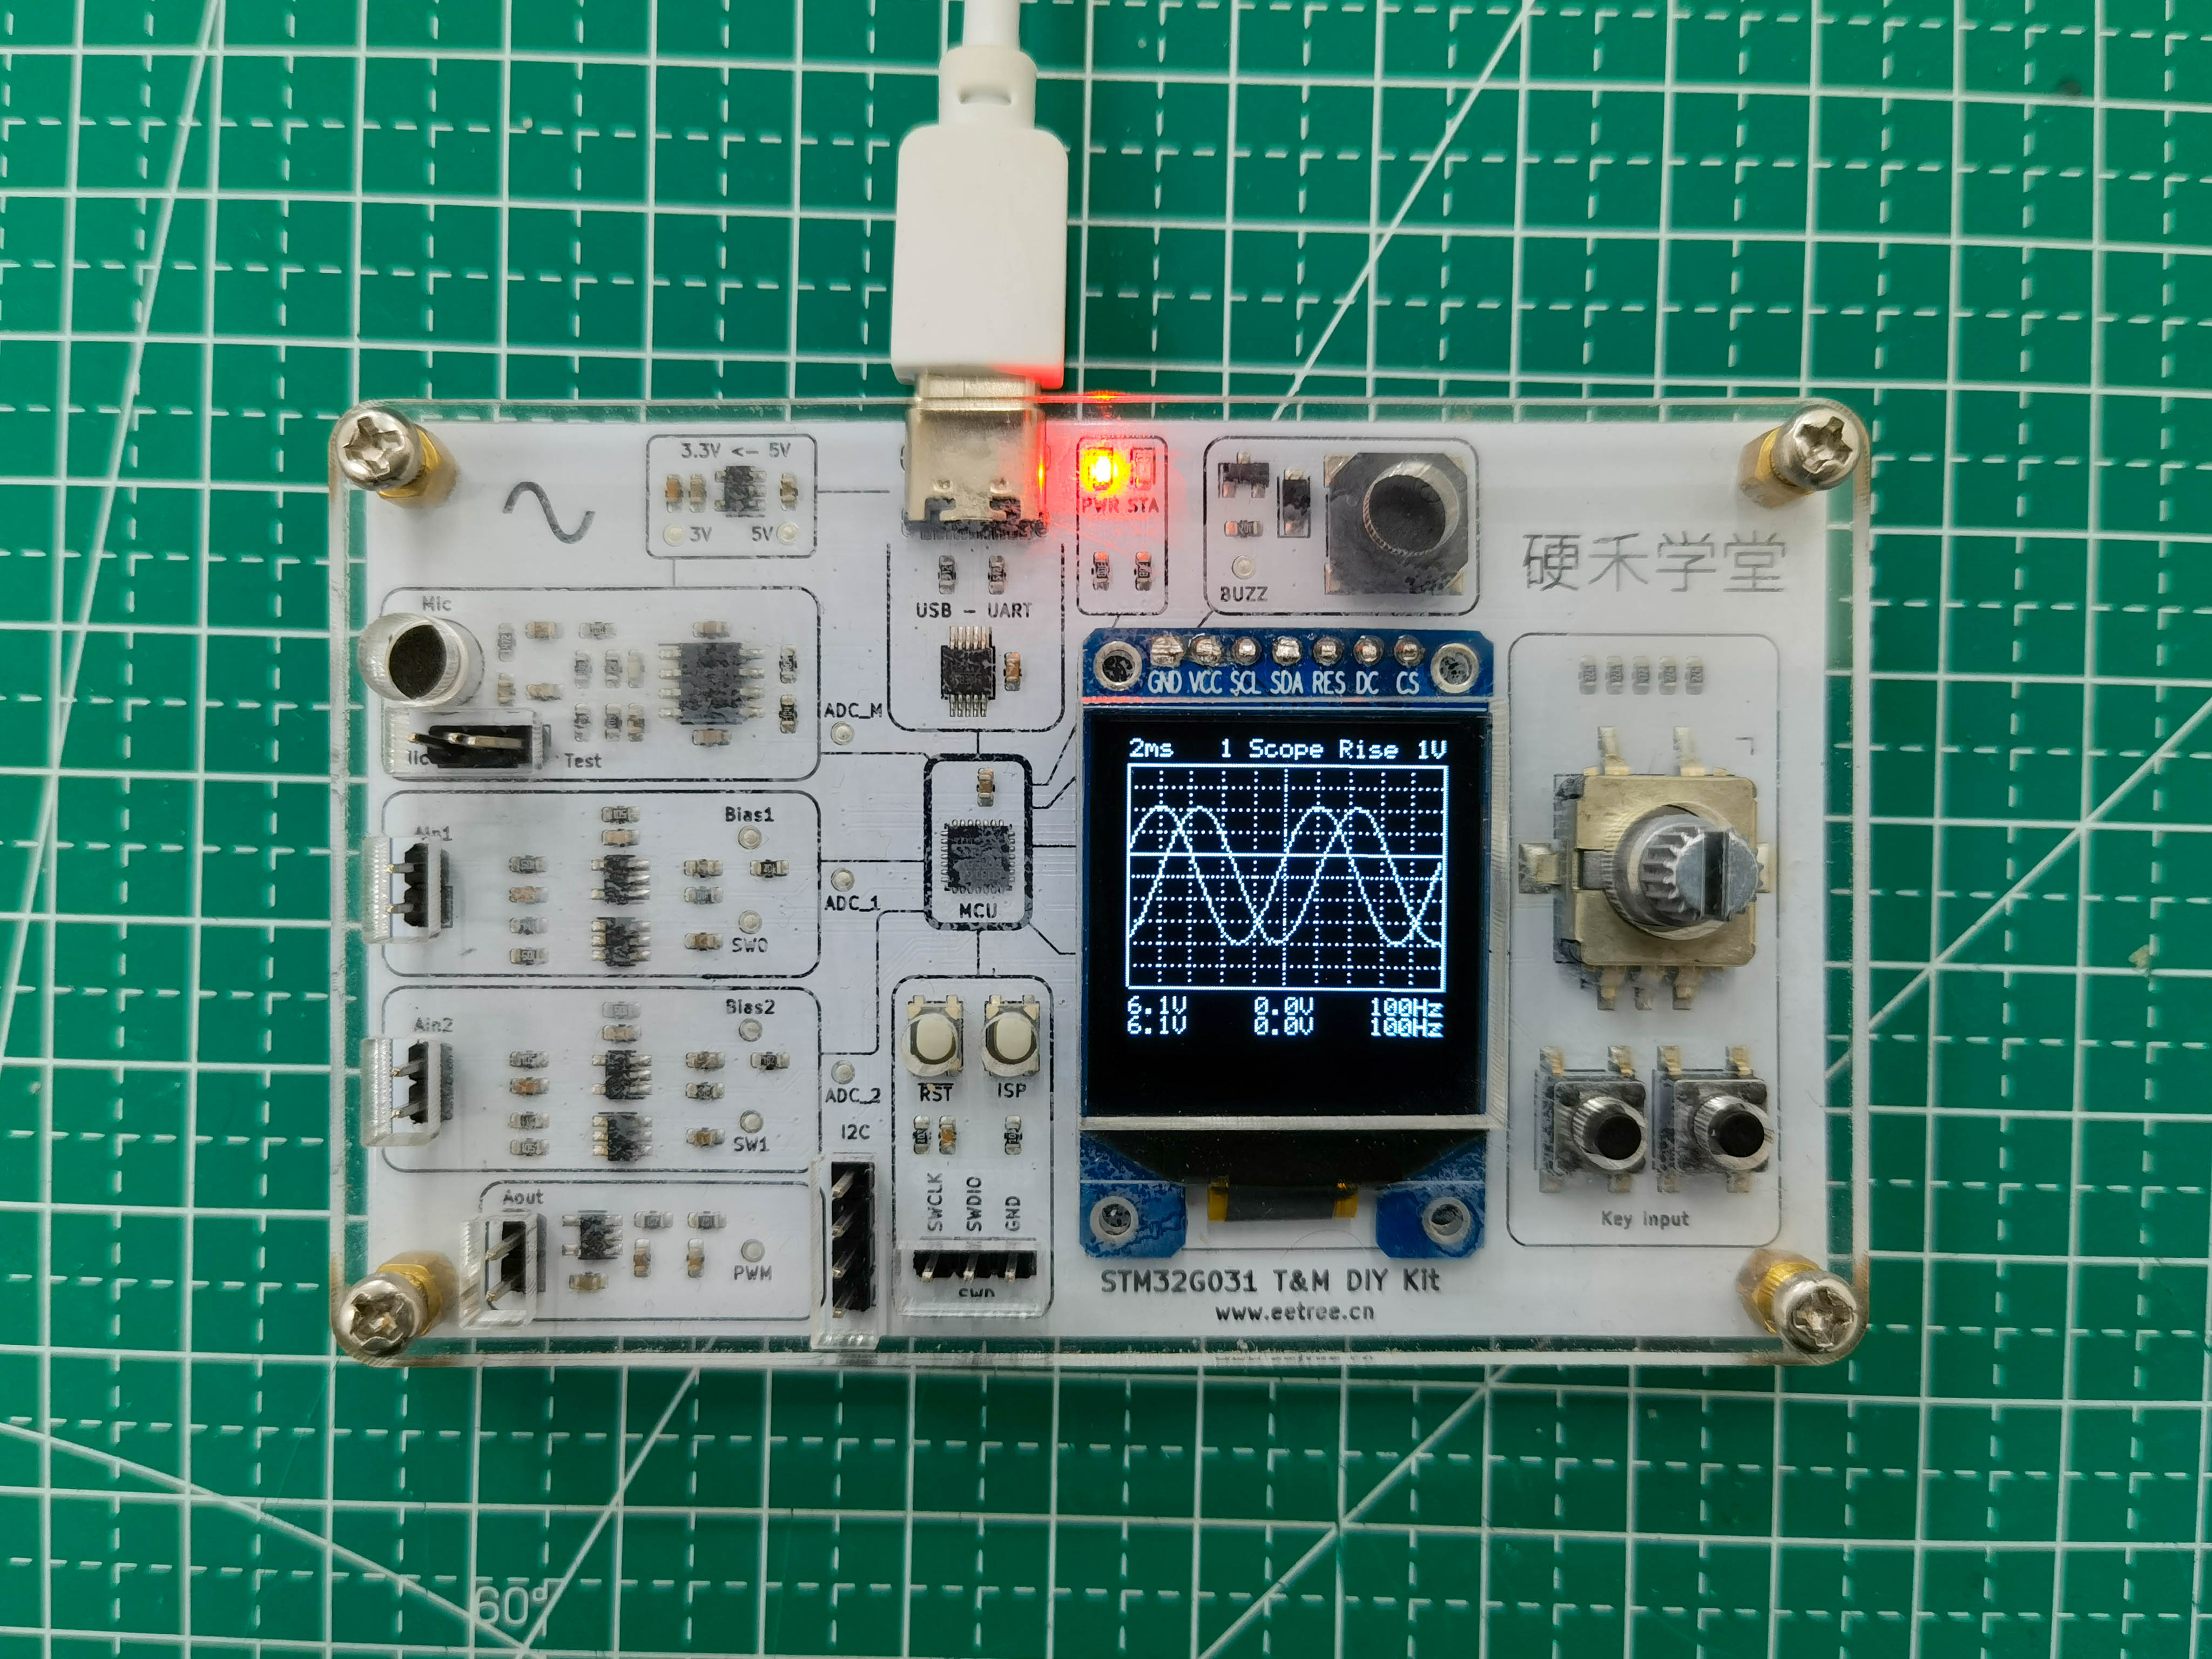 3.3V <- 5V
3V 5V
PWR STA
BUZZ
硬禾学堂
USB - UART
Mic
Test
ADC_M
GND VCC SCL SDA RES DC CS
2ms 1 Scope Rise 1V
6.1V 0.0V 100Hz
6.1V 0.0V 100Hz
Ain1
Bias1
SW0
ADC_1
MCU
Ain2
Bias2
SW1
ADC_2
RST ISP
I2C
SWCLK
SWDIO
GND
SWD
Aout
PWM
Key input
STM32G031 T&M DIY Kit
www.eetree.cn
60°